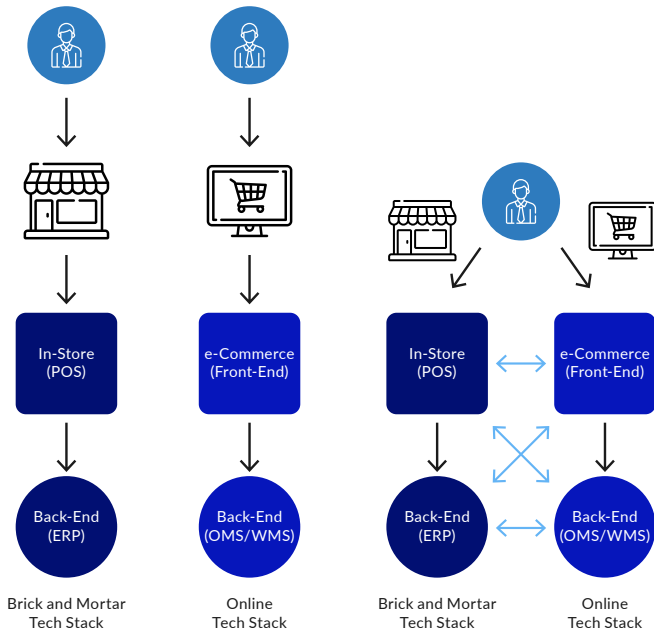 In-Store
(POS)
e-Commerce
(Front-End)
In-Store
(POS)
e-Commerce
(Front-End)
Back-End
(ERP)
Back-End
(OMS/WMS)
Back-End
(ERP)
Back-End
(OMS/WMS)
Brick and Mortar
Tech Stack
Online
Tech Stack
Brick and Mortar
Tech Stack
Online
Tech Stack